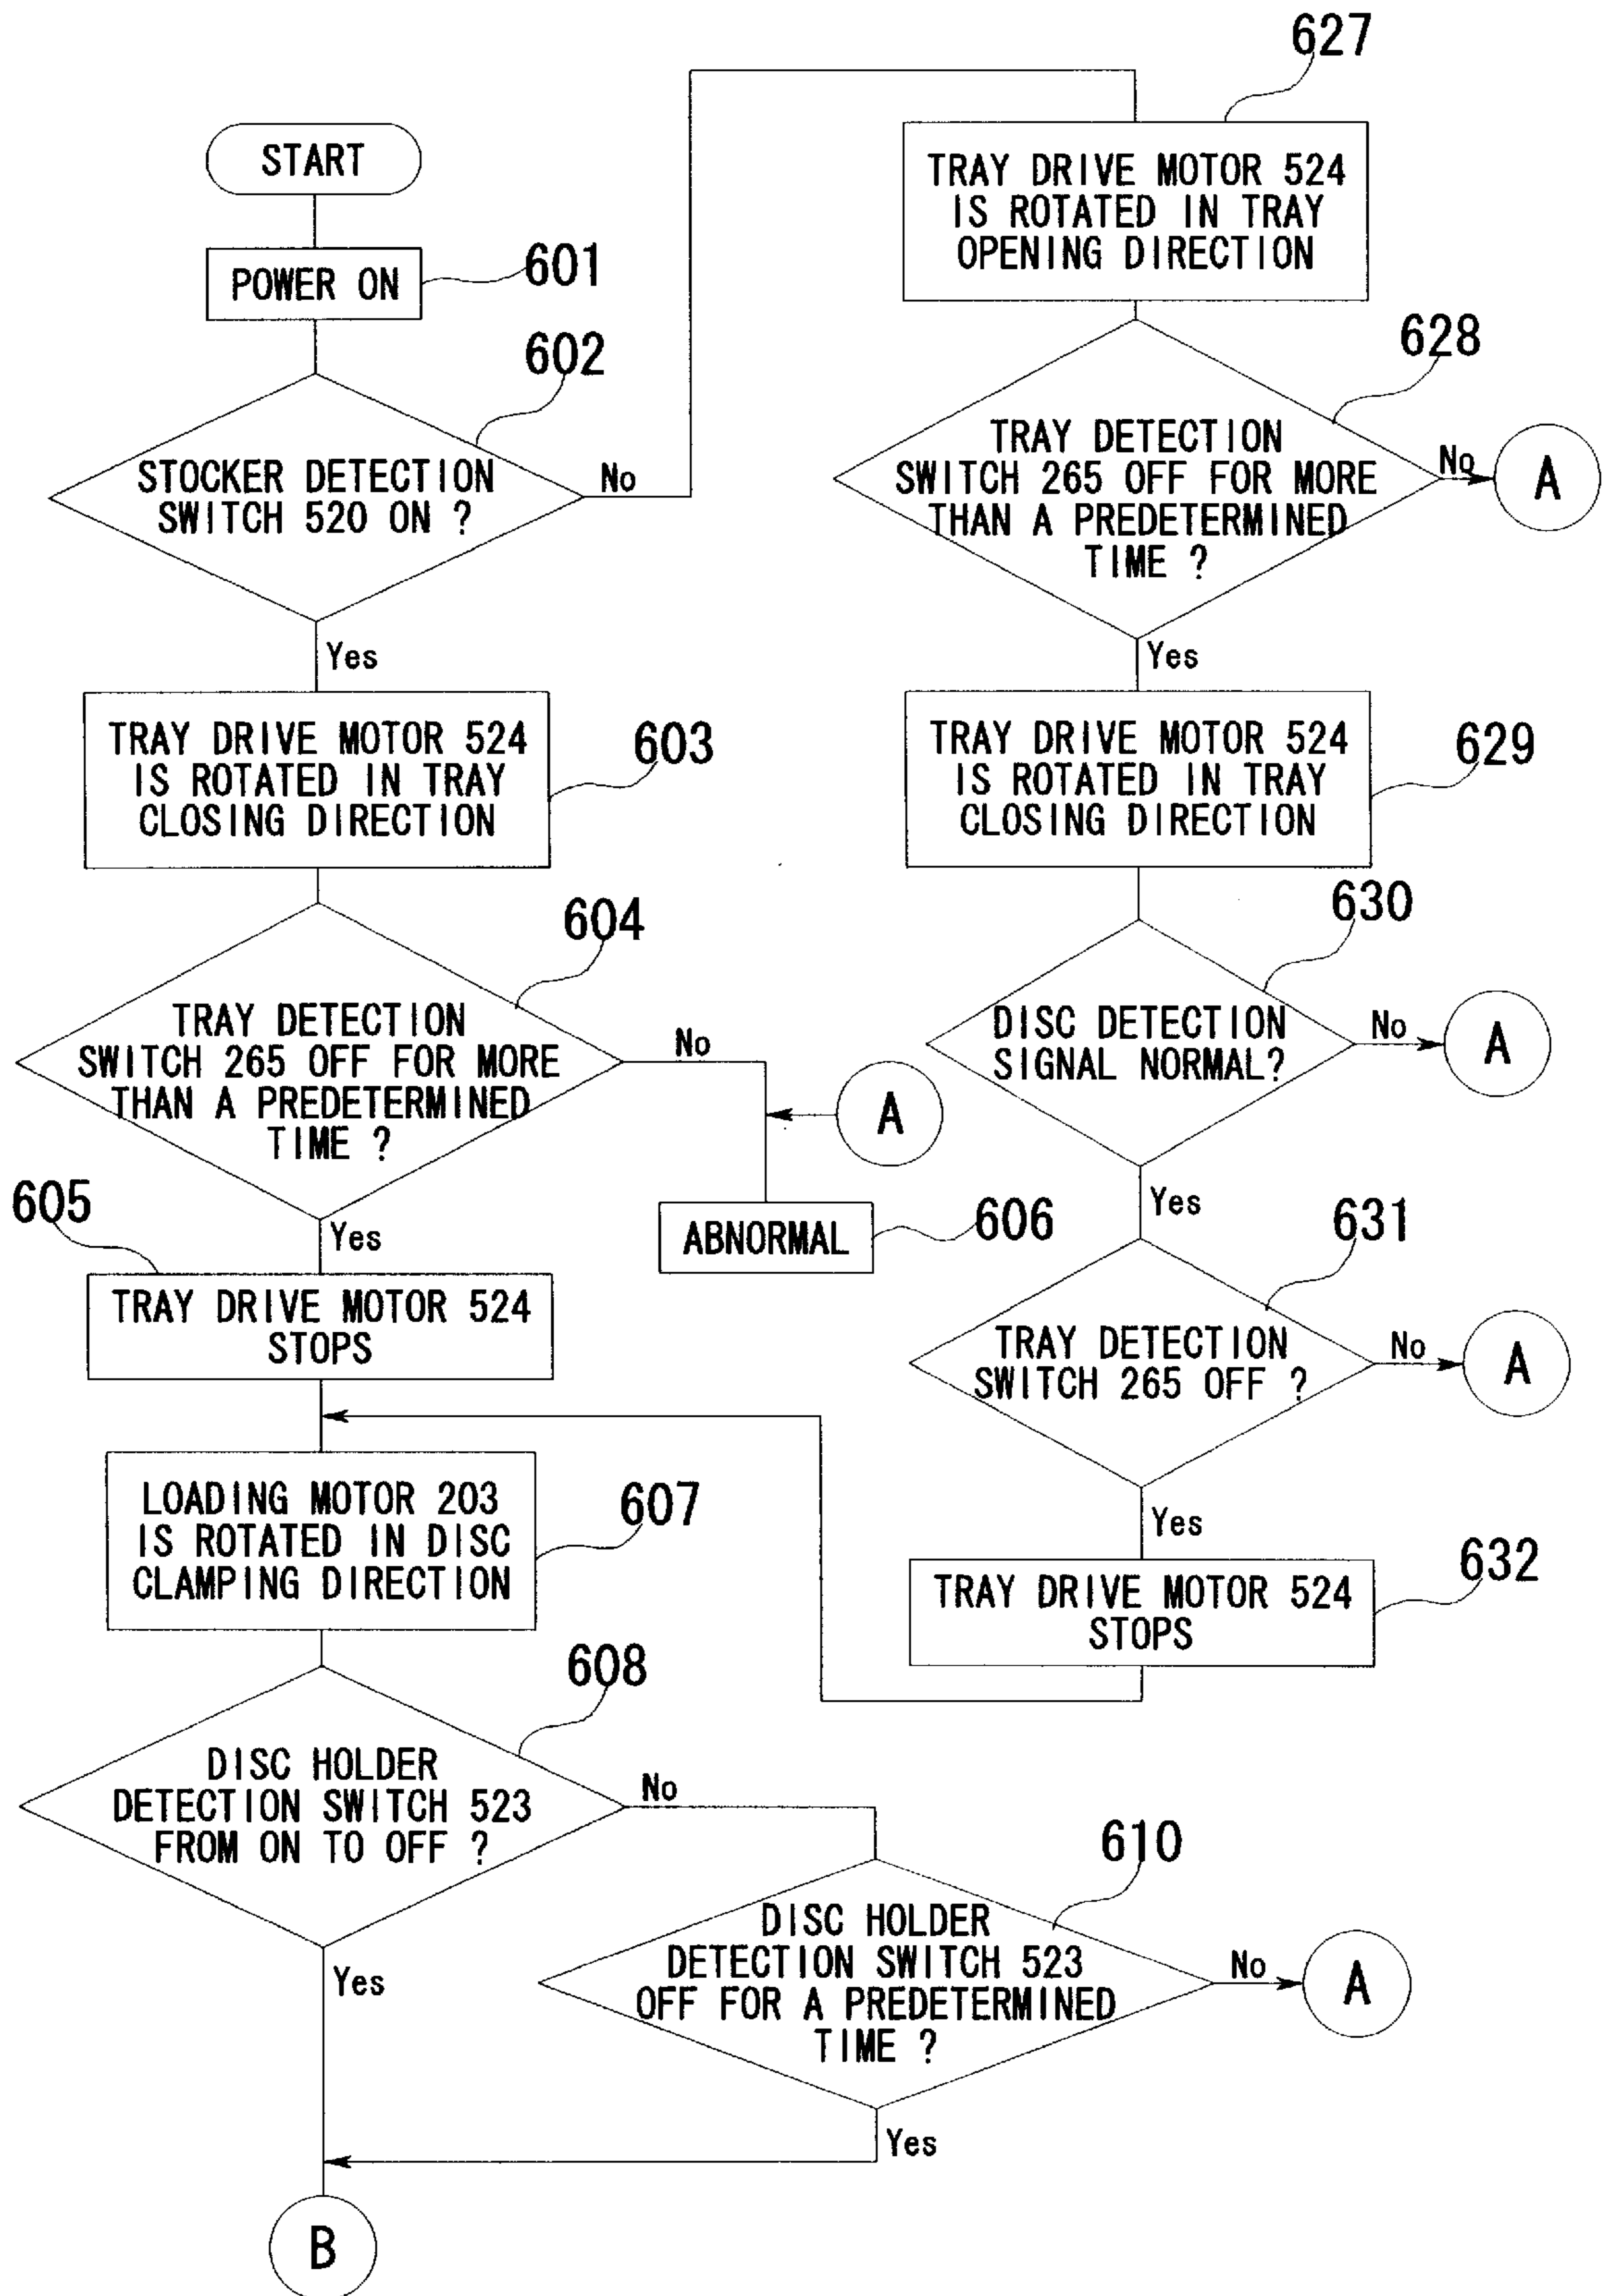 START
POWER ON
601
602
STOCKER DETECTION
SWITCH 520 ON ?
No
Yes
TRAY DRIVE MOTOR 524
IS ROTATED IN TRAY
CLOSING DIRECTION
603
604
TRAY DETECTION
SWITCH 265 OFF FOR MORE
THAN A PREDETERMINED
TIME ?
No
A
ABNORMAL
606
Yes
605
TRAY DRIVE MOTOR 524
STOPS
LOADING MOTOR 203
IS ROTATED IN DISC
CLAMPING DIRECTION
607
608
DISC HOLDER
DETECTION SWITCH 523
FROM ON TO OFF ?
No
Yes
610
DISC HOLDER
DETECTION SWITCH 523
OFF FOR A PREDETERMINED
TIME ?
No
A
Yes
B
627
TRAY DRIVE MOTOR 524
IS ROTATED IN TRAY
OPENING DIRECTION
628
TRAY DETECTION
SWITCH 265 OFF FOR MORE
THAN A PREDETERMINED
TIME ?
No
A
Yes
TRAY DRIVE MOTOR 524
IS ROTATED IN TRAY
CLOSING DIRECTION
629
630
DISC DETECTION
SIGNAL NORMAL?
No
A
Yes
631
TRAY DETECTION
SWITCH 265 OFF ?
No
A
Yes
632
TRAY DRIVE MOTOR 524
STOPS